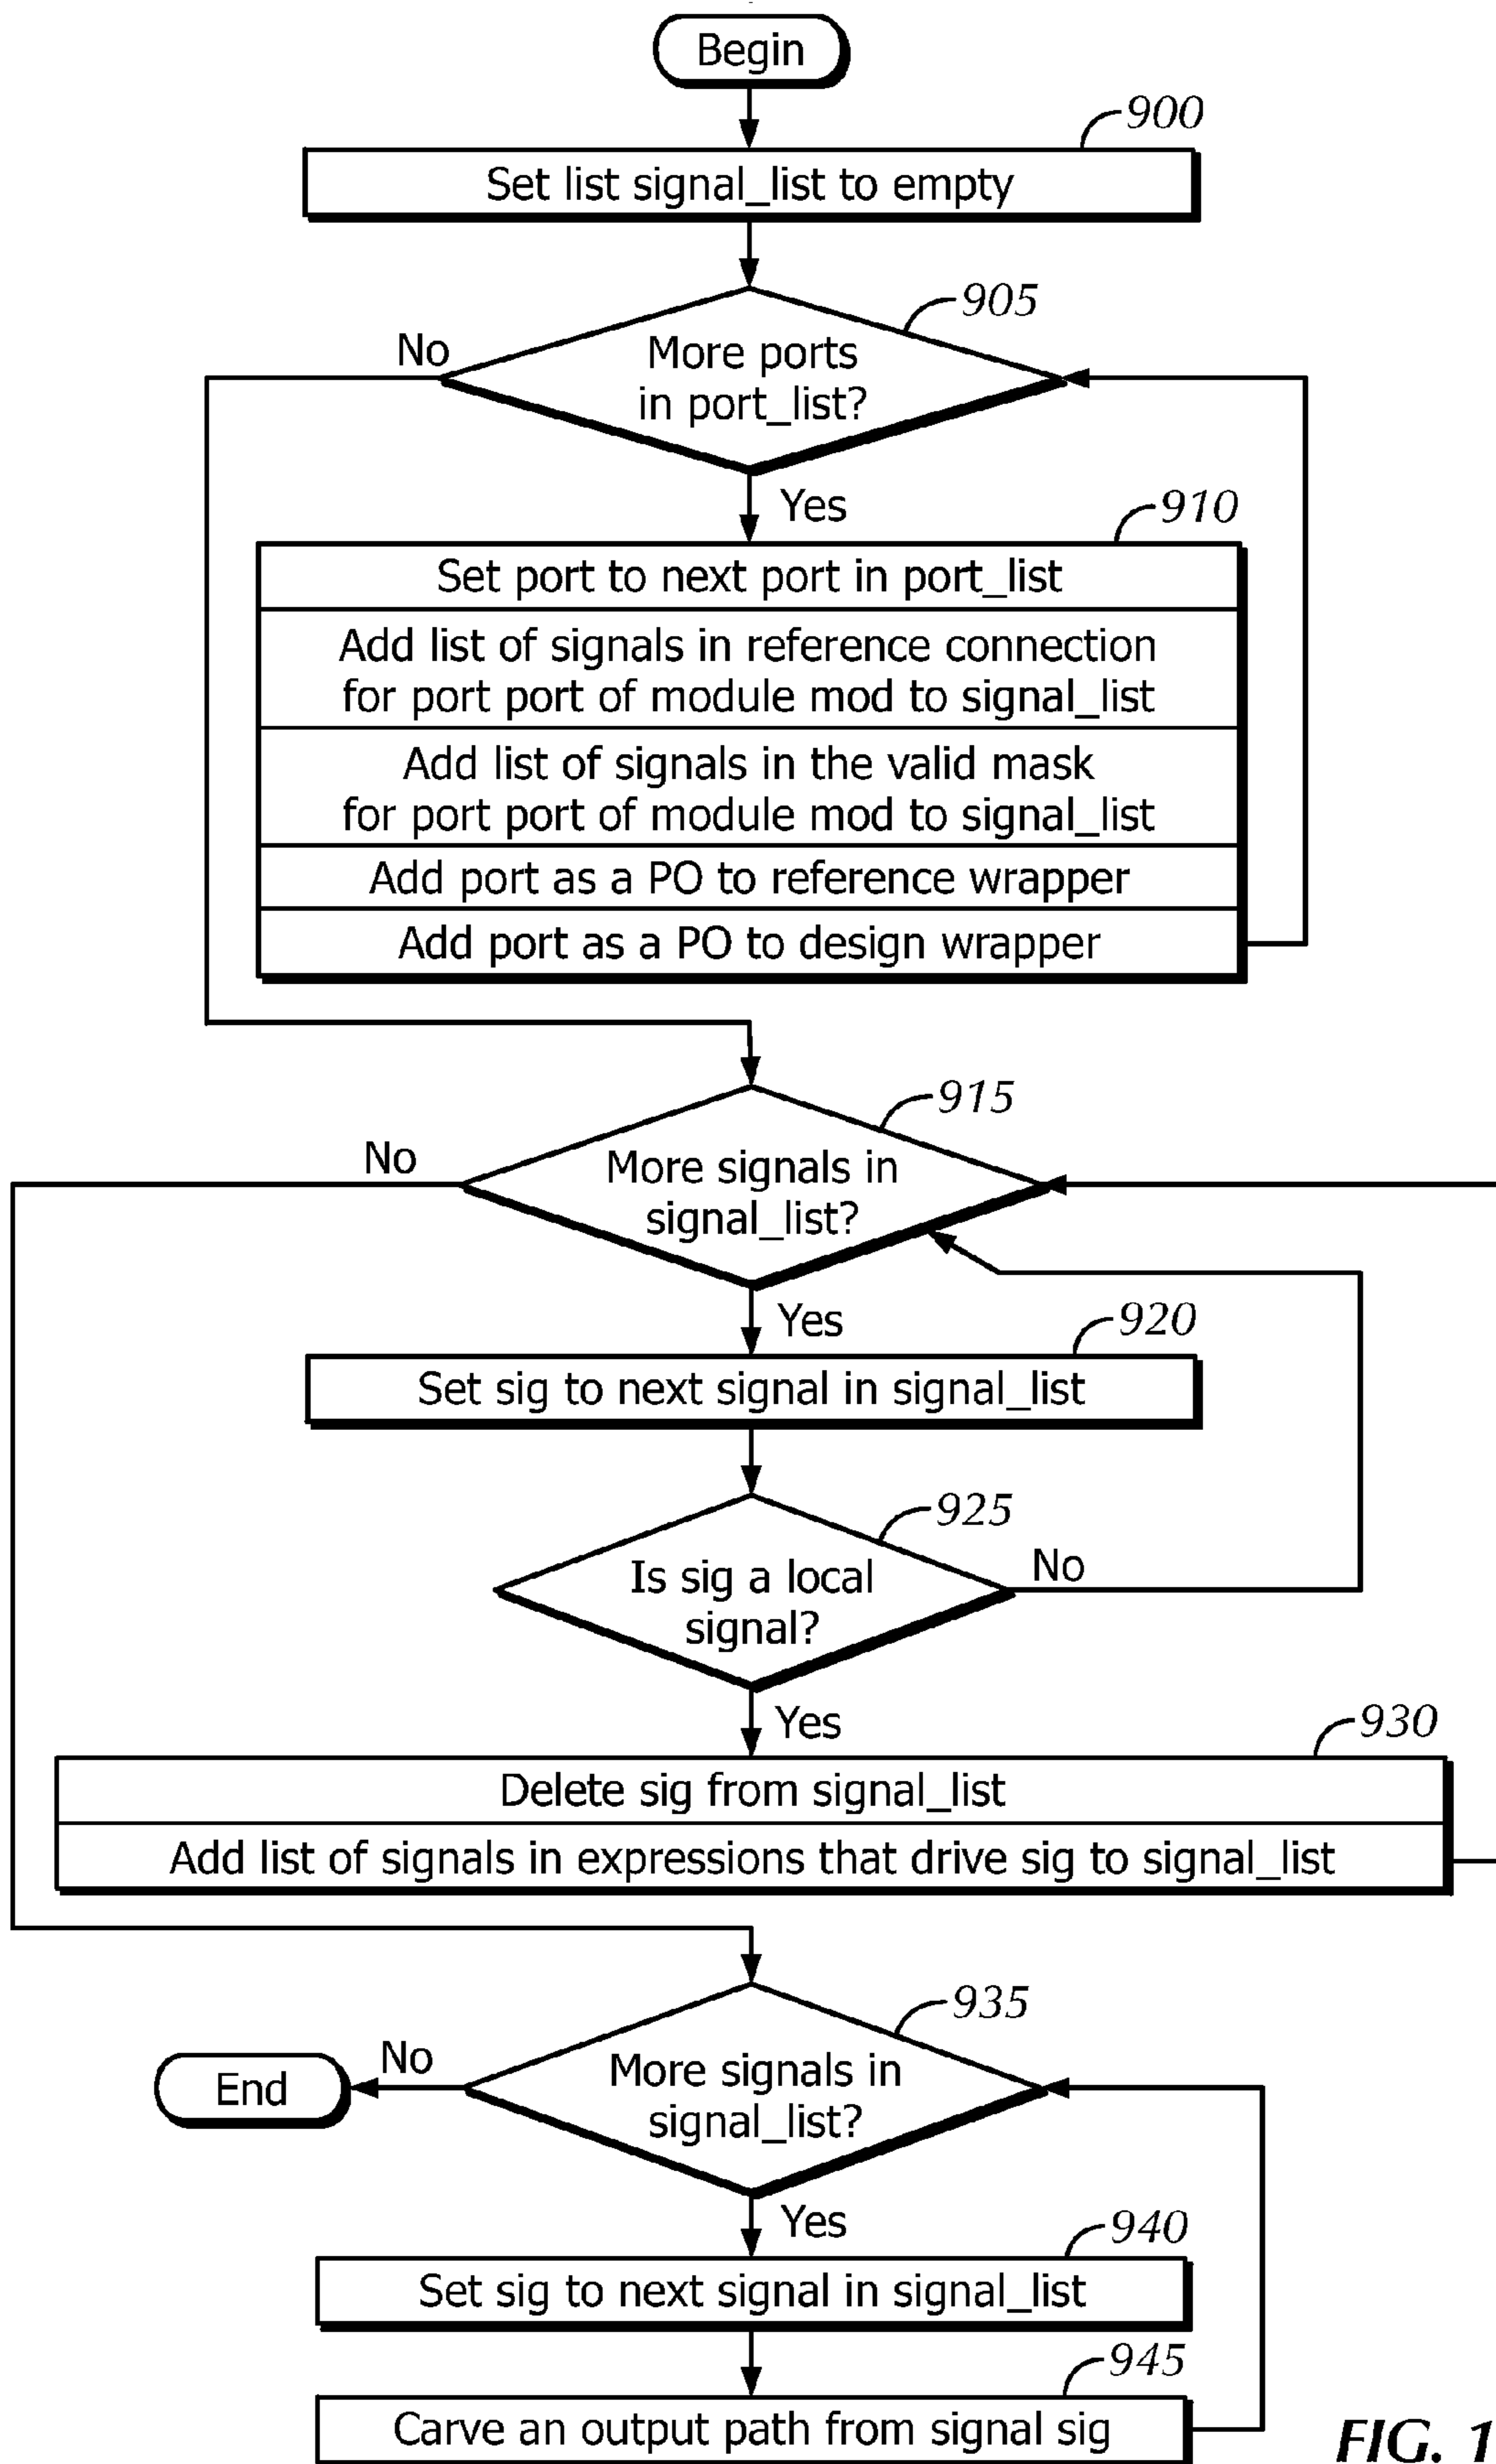 Begin
900
Set list signal_list to empty
905
No
More ports
in port_list?
Yes
910
Set port to next port in port_list
Add list of signals in reference connection
for port port of module mod to signal_list
Add list of signals in the valid mask
for port port of module mod to signal_list
Add port as a PO to reference wrapper
Add port as a PO to design wrapper
915
No
More signals in
signal_list?
Yes
920
Set sig to next signal in signal_list
925
Is sig a local
signal?
No
Yes
930
Delete sig from signal_list
Add list of signals in expressions that drive sig to signal_list
935
No
End
More signals in
signal_list?
Yes
940
Set sig to next signal in signal_list
945
Carve an output path from signal sig
FIG. 1